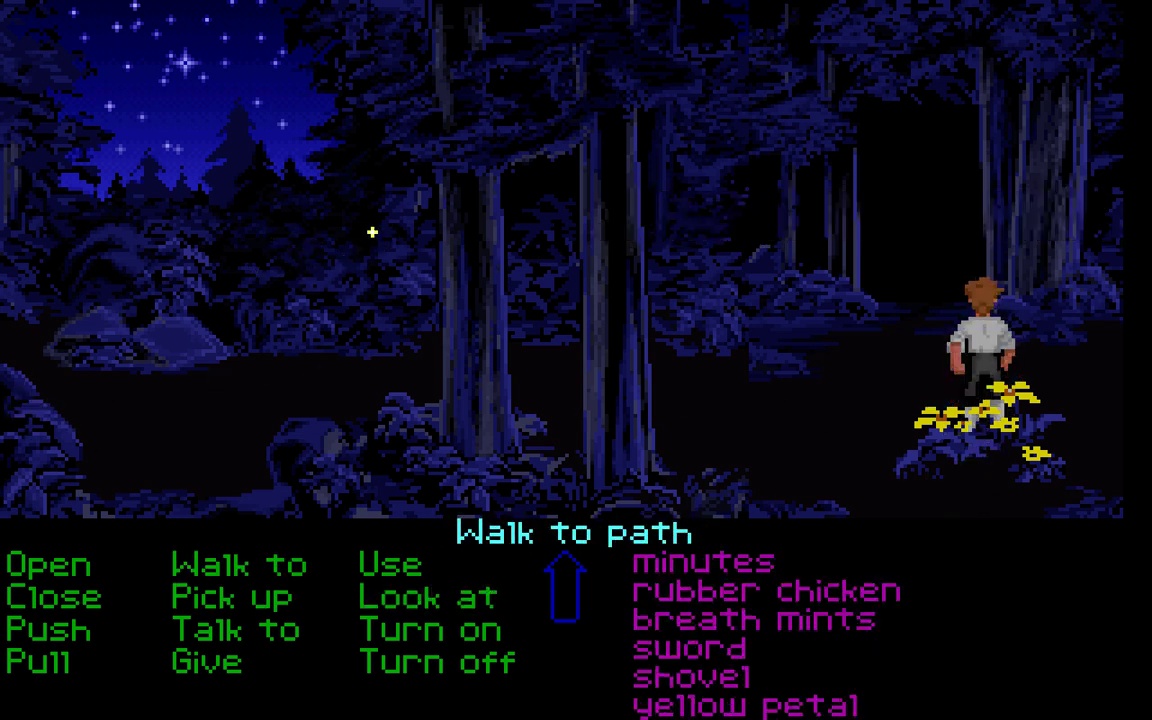 Walk to path
Open Walk to Use
Close Pick up Look at
Push Talk to Turn on
Pull Give Turn off
minutes
rubber chicken
breath mints
sword
shovel
yellow petal